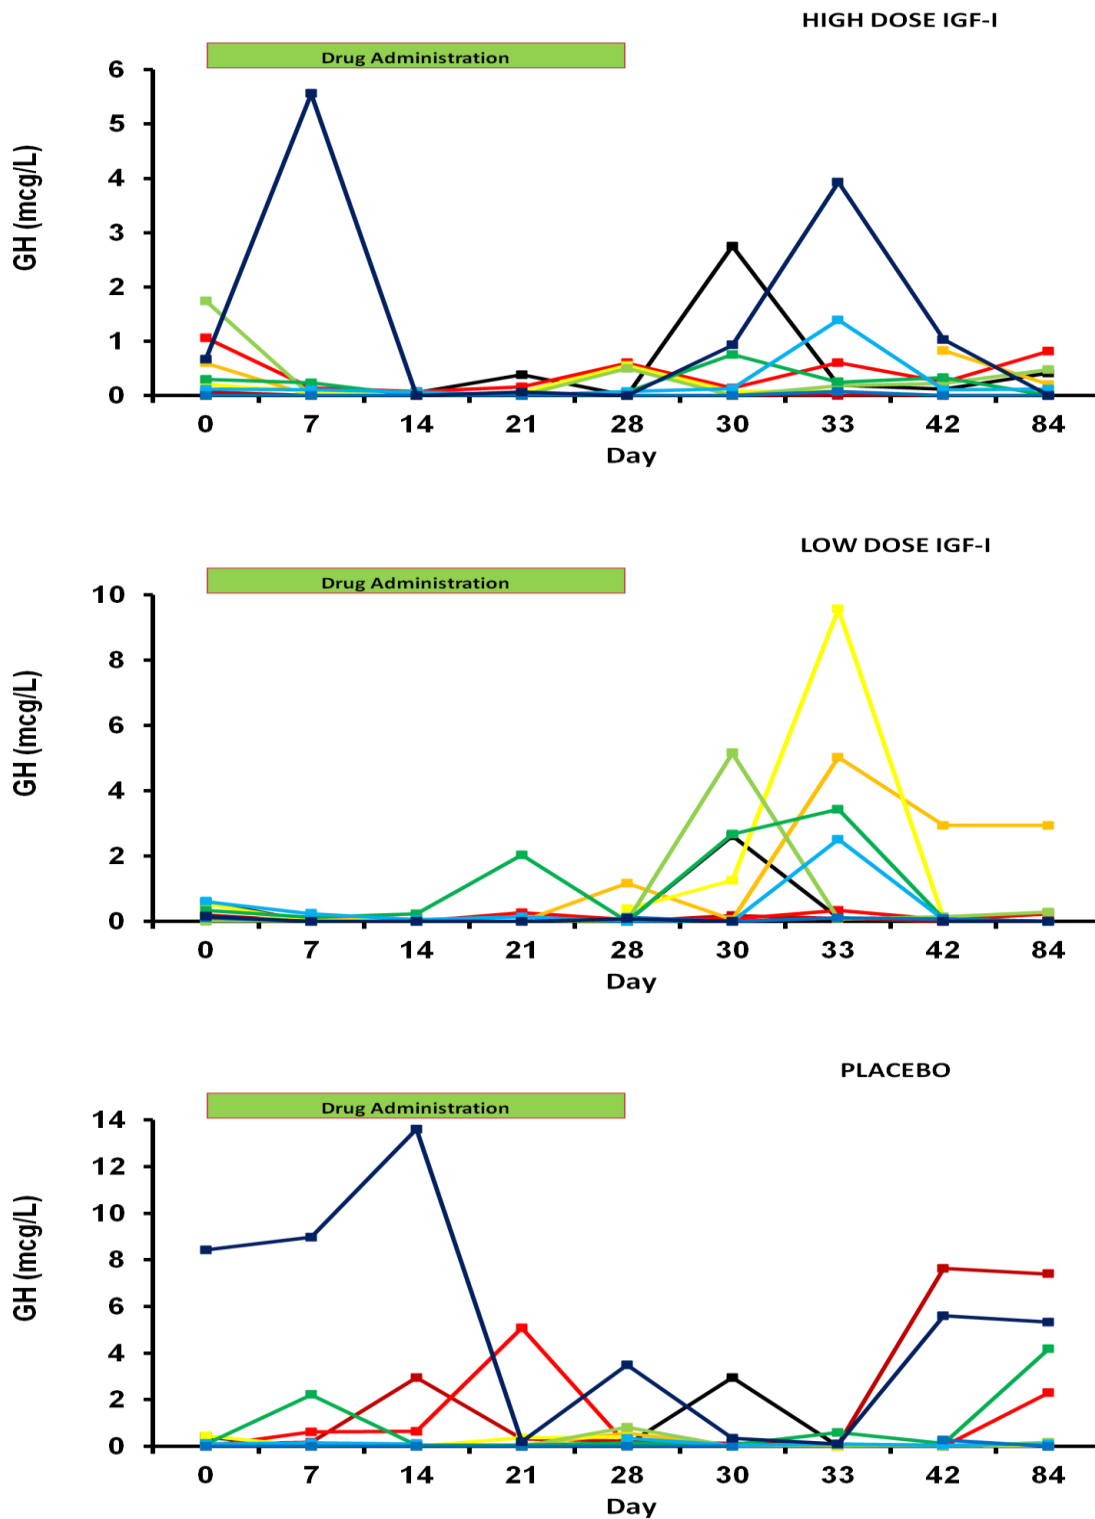 HIGH DOSE IGF-I
Drug Administration
6
5
4
3
2
1
0
GH (mcg/L)
0 7 14 21 28 30 33 42 84
Day
LOW DOSE IGF-I
Drug Administration
10
8
6
4
2
0
GH (mcg/L)
0 7 14 21 28 30 33 42 84
Day
PLACEBO
Drug Administration
14
12
10
8
6
4
2
0
GH (mcg/L)
0 7 14 21 28 30 33 42 84
Day